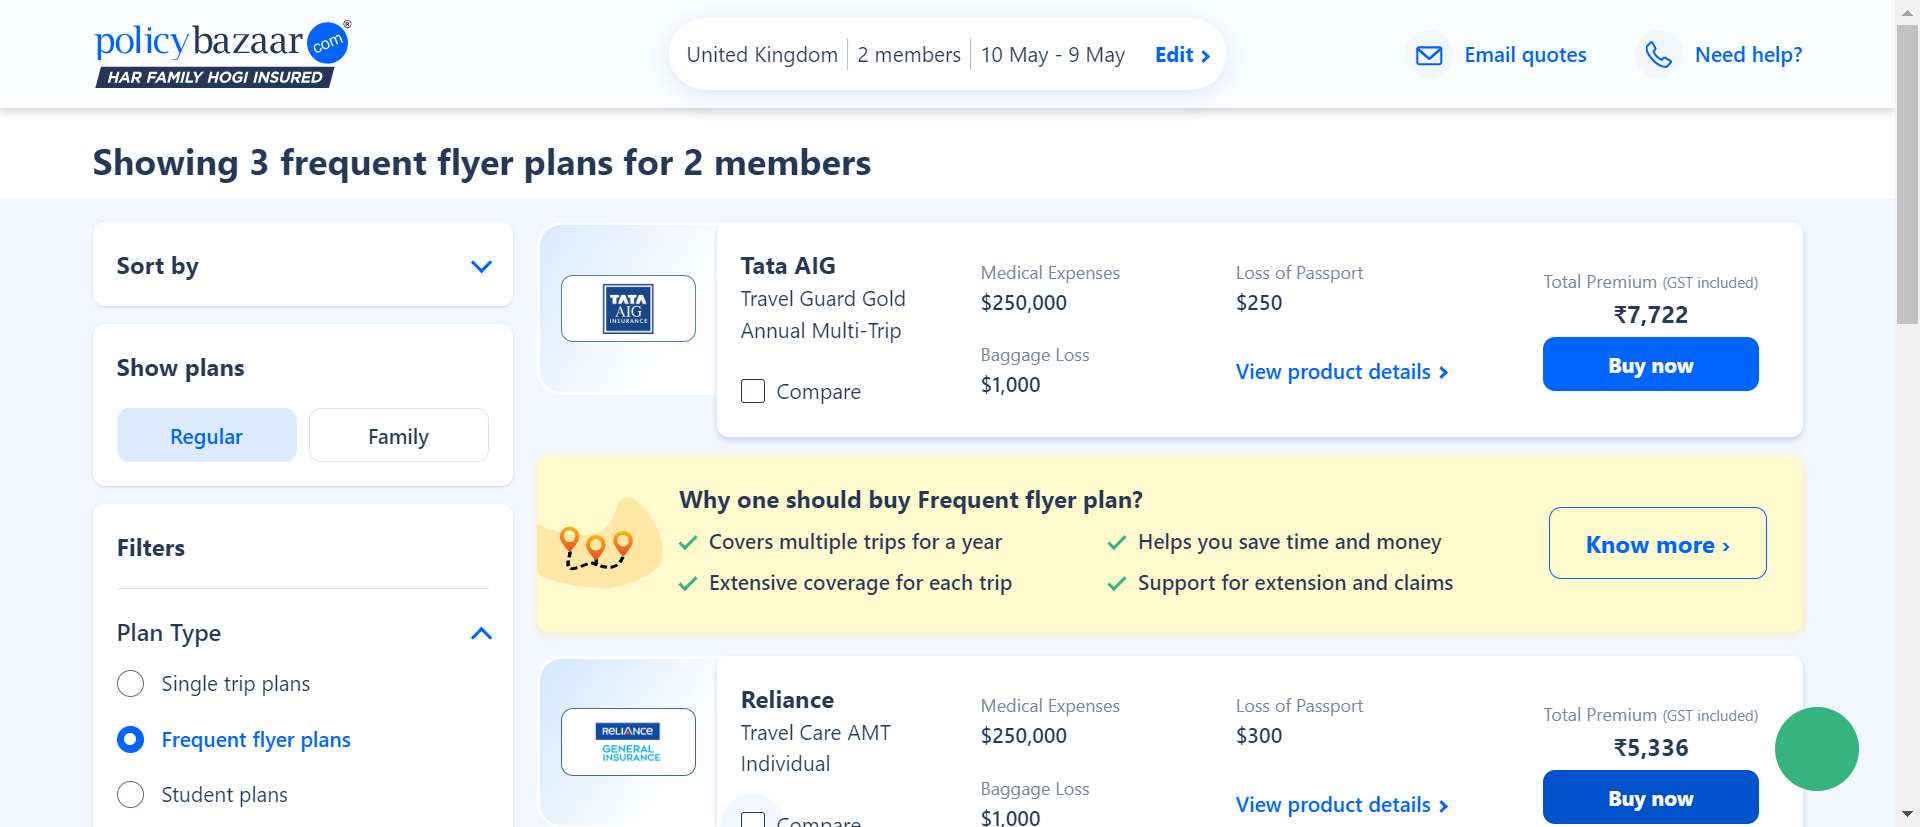 policybazaar.com®
HAR FAMILY HOGI INSURED
United Kingdom
2 members
10 May - 9 May
Edit
Email quotes
Need help?
Showing 3 frequent flyer plans for 2 members
Sort by
Show plans
Regular
Family
Filters
Plan Type
Single trip plans
Frequent flyer plans
Student plans
TATA
AIG
INSURANCE
Tata AIG
Travel Guard Gold
Annual Multi-Trip
Compare
Medical Expenses
$250,000
Baggage Loss
$1,000
Loss of Passport
$250
View product details
Total Premium (GST included)
₹7,722
Buy now
Why one should buy Frequent flyer plan?
Covers multiple trips for a year
Helps you save time and money
Extensive coverage for each trip
Support for extension and claims
Know more ›
RELIANCE
GENERAL
INSURANCE
Reliance
Travel Care AMT
Individual
Compare
Medical Expenses
$250,000
Baggage Loss
$1,000
Loss of Passport
$300
View product details
Total Premium (GST included)
₹5,336
Buy now